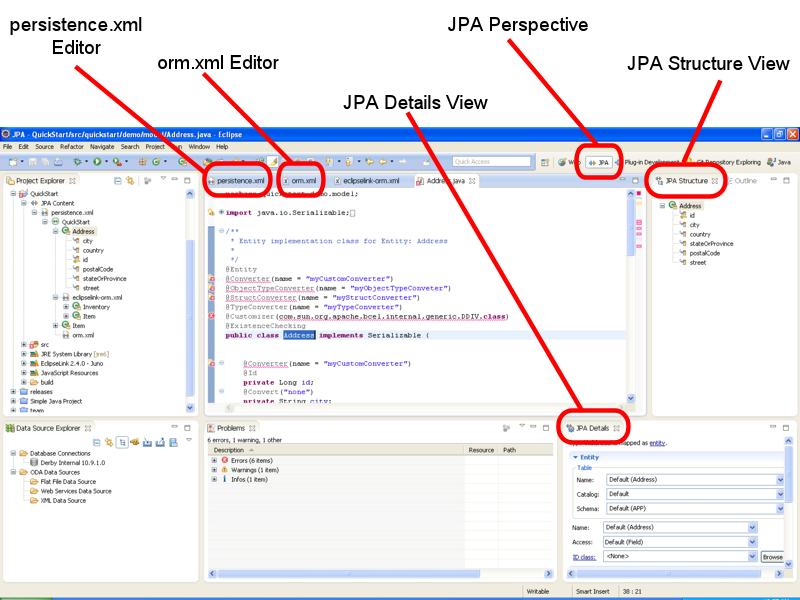 persistence.xml
Editor
orm.xml Editor
JPA Details View
JPA Perspective
JPA Structure View
JPA - QuickStart/src/quickstart/demo/model/Address.java - Eclipse
File Edit Source Refactor Navigate Search Project Run Window Help
Quick Access
JPA
Plug-in Development
Git Repository Exploring
Java
Project Explorer
QuickStart
JPA Content
persistence.xml
QuickStart
Address
city
country
id
postalCode
stateOrProvince
street
eclipselink-orm.xml
Inventory
Item
Item
orm.xml
src
JRE System Library [jre6]
EclipseLink 2.4.0 - Juno
JavaScript Resources
build
releases
Simple Java Project
team
persistence.xml
orm.xml
eclipselink-orm.xml
Address.java
package quickstart.demo.model;
import java.io.Serializable;
/**
* Entity implementation class for Entity: Address
*
*/
@Entity
@Converter(name = "myCustomConverter")
@ObjectTypeConverter(name = "myObjectTypeConveter")
@StructConverter(name = "myStructConverter")
@TypeConverter(name = "myTypeConverter")
@Customizer(com.sun.org.apache.bcel.internal.generic.DDIV.class)
@ExistenceChecking
public class Address implements Serializable {
@Converter(name = "myCustomConverter")
@Id
private Long id;
@Convert("none")
private String city;
JPA Structure
Outline
Address
id
city
country
stateOrProvince
postalCode
street
Data Source Explorer
Database Connections
Derby Internal 10.9.1.0
ODA Data Sources
Flat File Data Source
Web Services Data Source
XML Data Source
Problems
6 errors, 1 warning, 1 other
Description Resource Path
Errors (6 items)
Warnings (1 item)
Infos (1 item)
JPA Details
mapped as entity.
Entity
Table
Name: Default (Address)
Catalog: Default
Schema: Default (APP)
Name: Default (Address)
Access: Default (Field)
ID class: <None> Browse
Writable Smart Insert 38 : 21